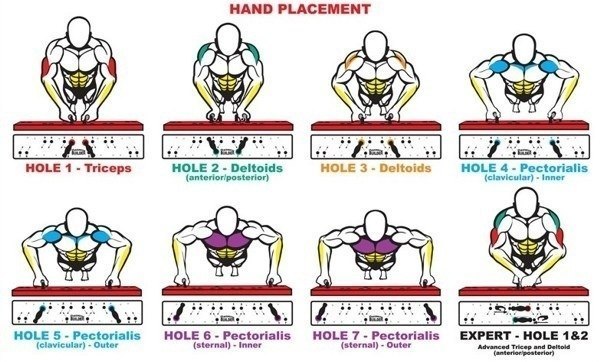 HAND PLACEMENT
HOLE 1 - Triceps
HOLE 2 - Deltoids
(anterior/posterior)
HOLE 3 - Deltoids
HOLE 4 - Pectorialis
(clavicular) - Inner
HOLE 5 - Pectorialis
(clavicular) - Outer
HOLE 6 - Pectorialis
(sternal) - Inner
HOLE 7 - Pectorialis
(sternal) - Outer
EXPERT - HOLE 1&2
Advanced Tricep and Deltoid
(anterior/posterior)